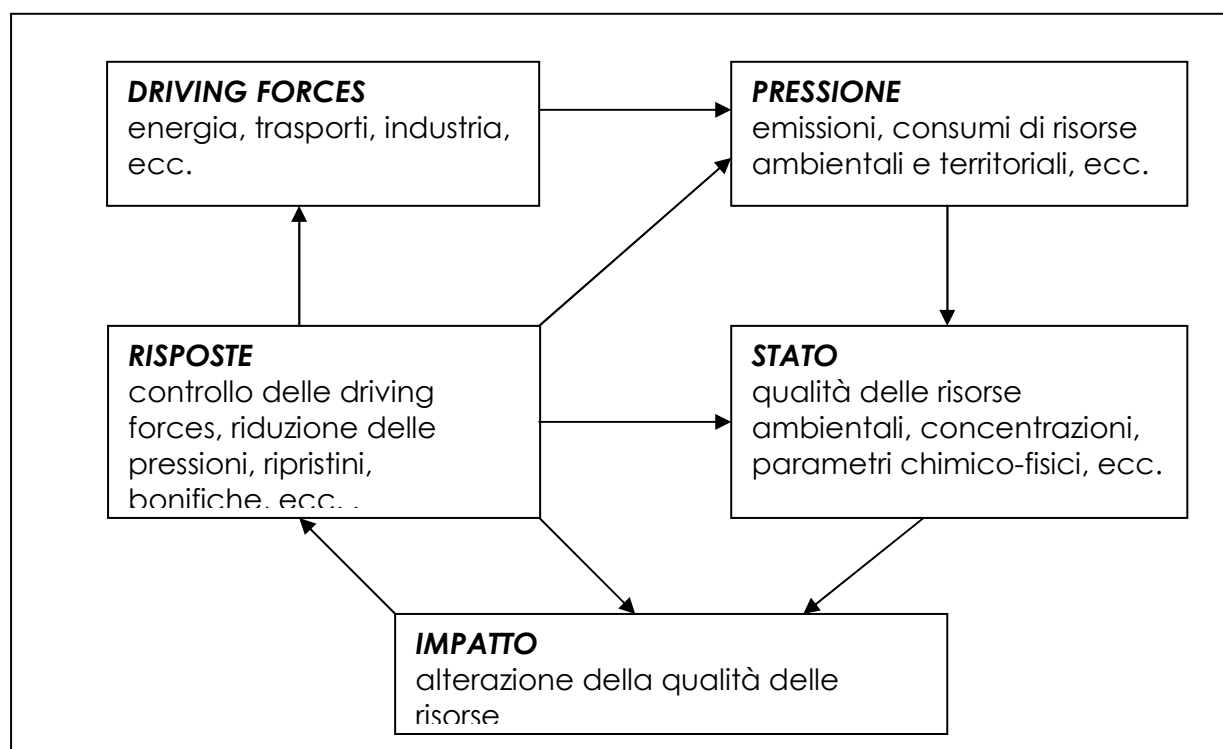 DRIVING FORCES
energia, trasporti, industria,
ecc.
PRESSIONE
emissioni, consumi di risorse
ambientali e territoriali, ecc.
RISPOSTE
controllo delle driving
forces, riduzione delle
pressioni, ripristini,
bonifiche, ecc. .
STATO
qualità delle risorse
ambientali, concentrazioni,
parametri chimico-fisici, ecc.
IMPATTO
alterazione della qualità delle
risorse